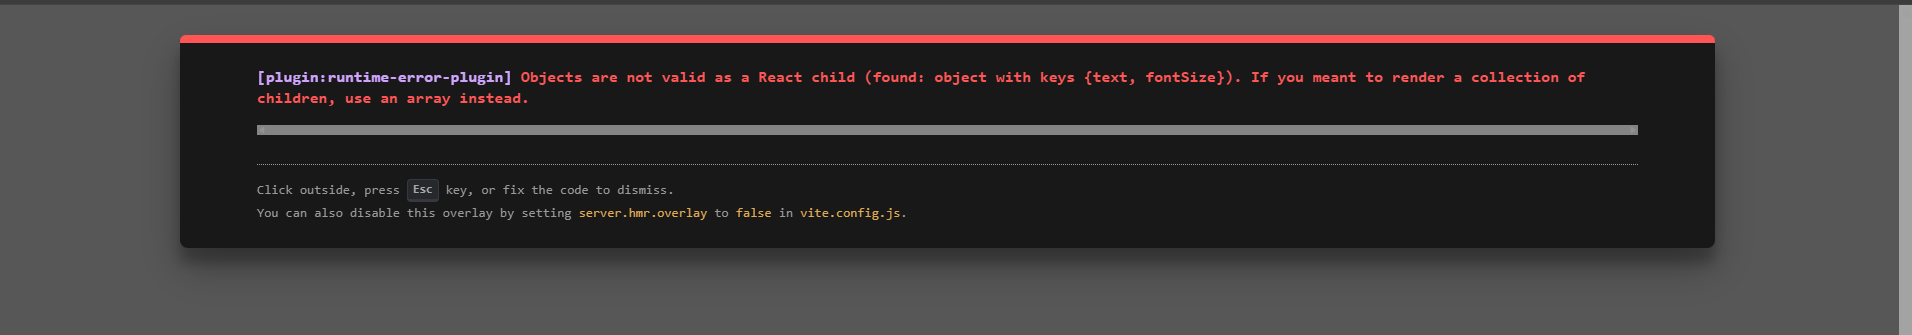 [plugin:runtime-error-plugin] Objects are not valid as a React child (found: object with keys {text, fontSize}). If you meant to render a collection of
children, use an array instead.
Click outside, press Esc key, or fix the code to dismiss.
You can also disable this overlay by setting server.hmr.overlay to false in vite.config.js.